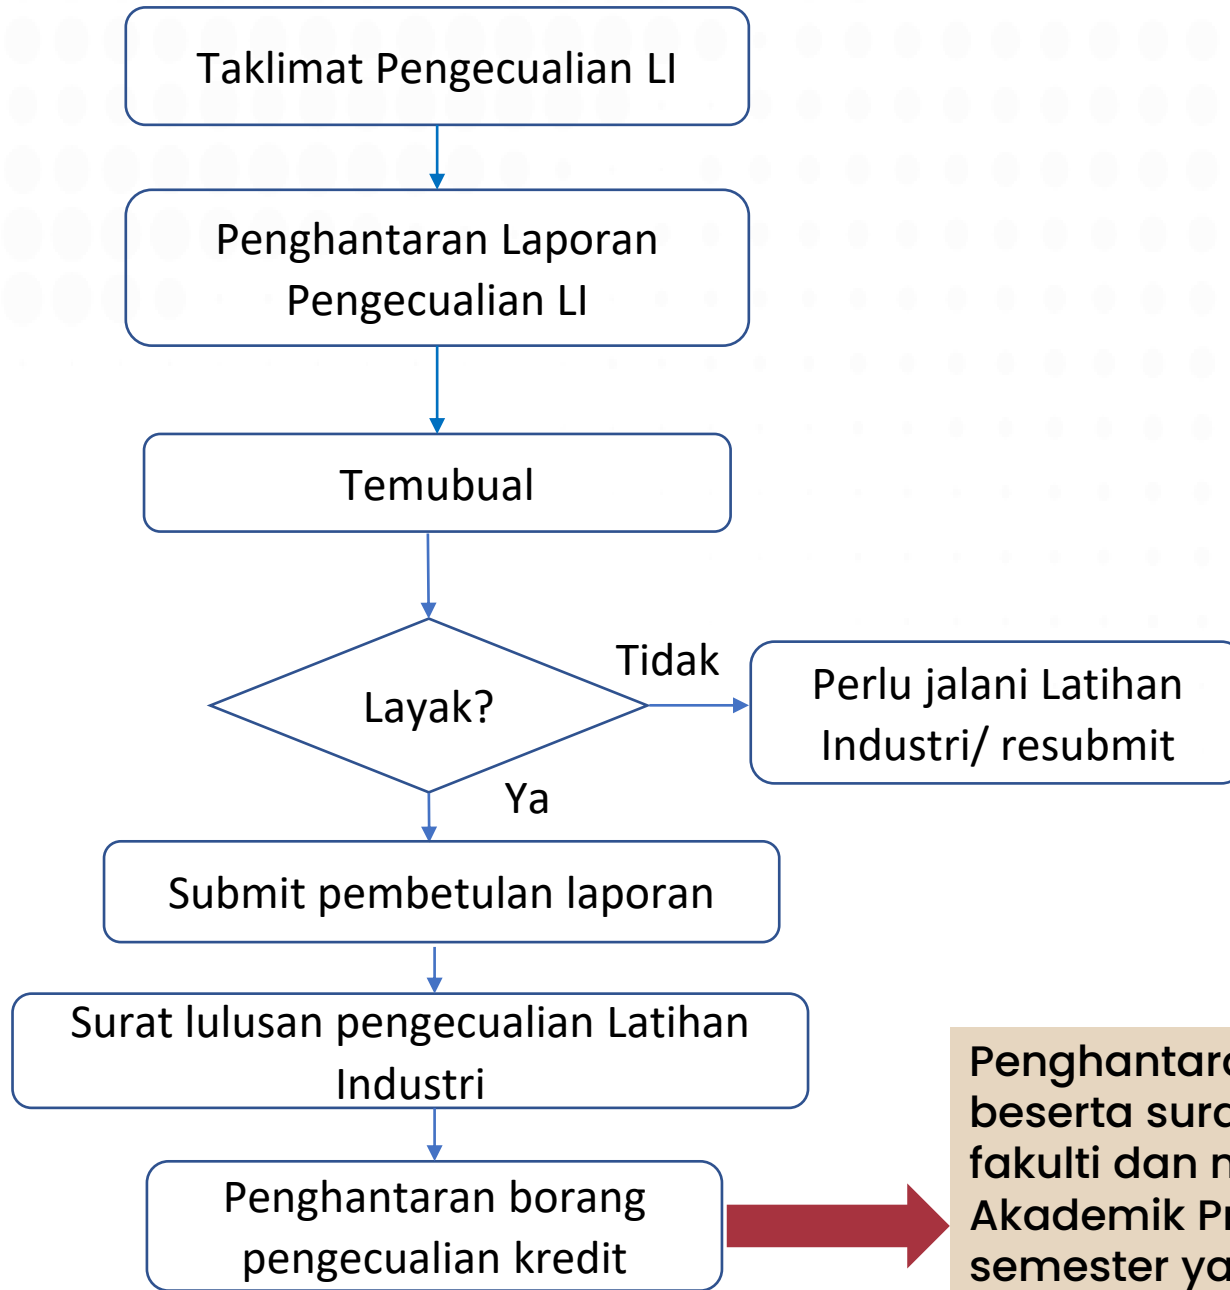 Taklimat Pengecualian LI
Penghantaran Laporan
Pengecualian LI
Temubual
Layak?
Tidak
Perlu jalani Latihan
Industri/ resubmit
Ya
Submit pembetulan laporan
Surat lulusan pengecualian Latihan
Industri
Penghantaran borang
pengecualian kredit
beserta
fakulti dan
Akademik
semester